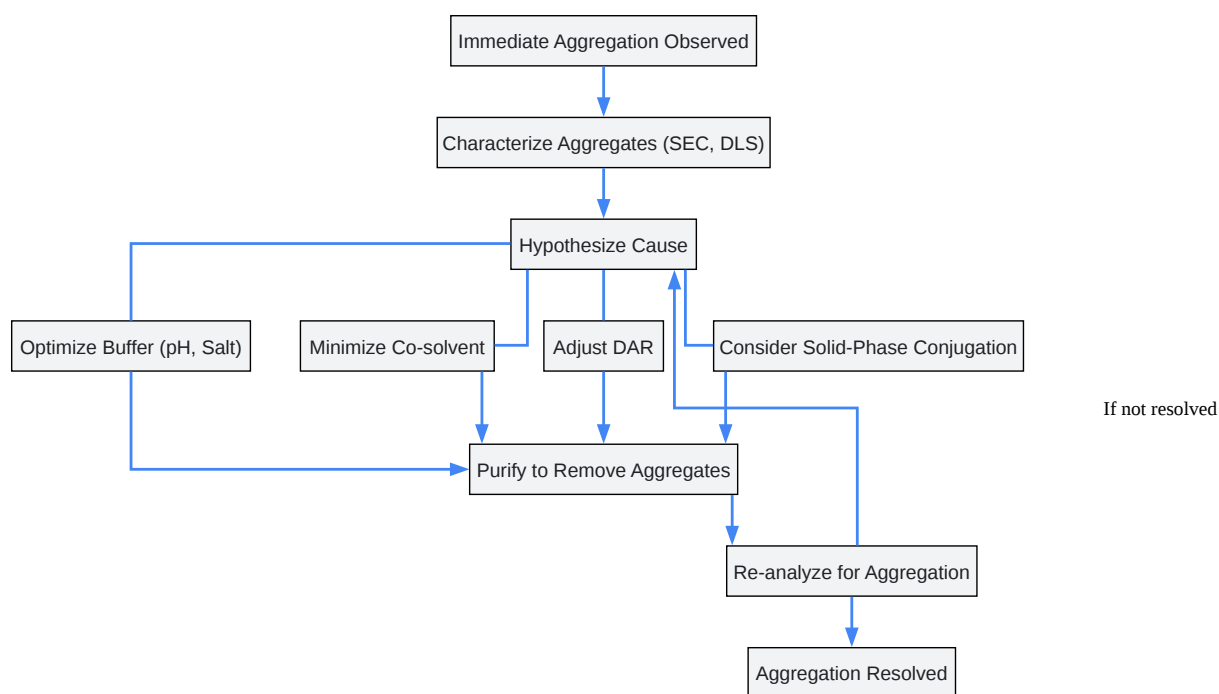 Immediate Aggregation Observed
Characterize Aggregates (SEC, DLS)
Hypothesize Cause
Optimize Buffer (pH, Salt)
Minimize Co-solvent
Adjust DAR
Consider Solid-Phase Conjugation
If not resolved
Purify to Remove Aggregates
Re-analyze for Aggregation
Aggregation Resolved